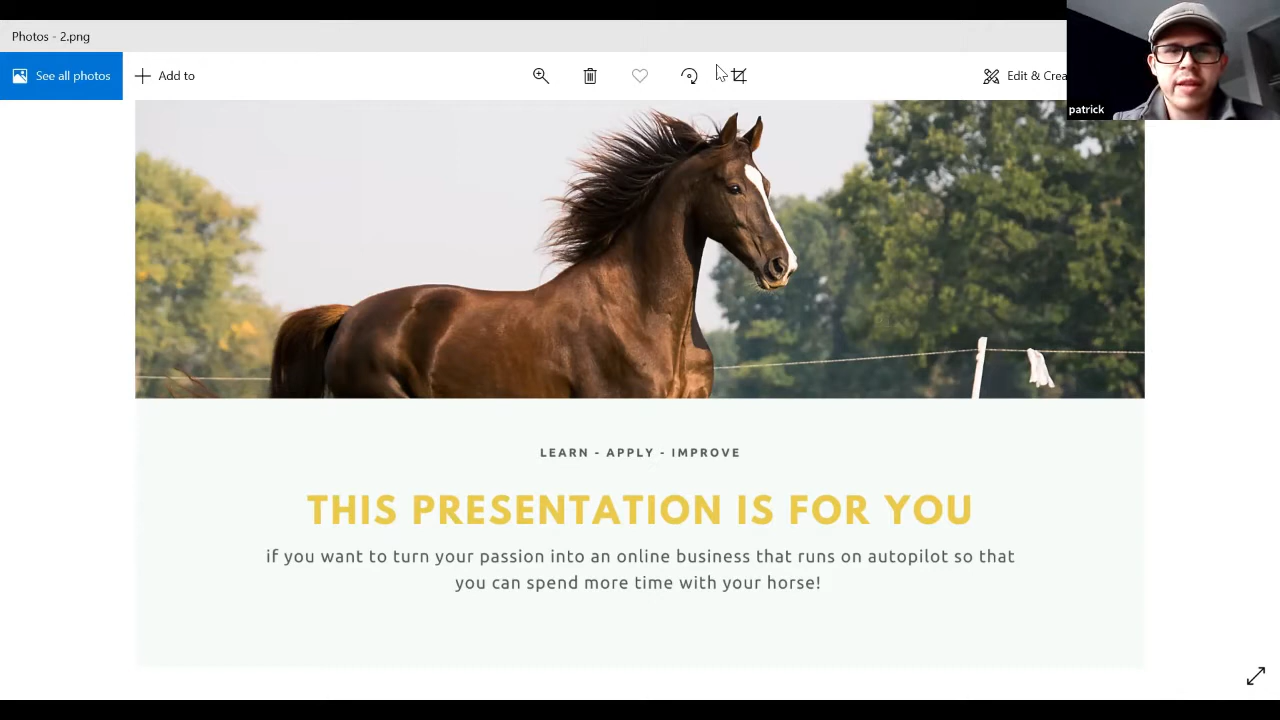 Photos - 2.png
See all photos
Add to
Edit & Crea
patrick
LEARN - APPLY - IMPROVE
THIS PRESENTATION IS FOR YOU
if you want to turn your passion into an online business that runs on autopilot so that
you can spend more time with your horse!